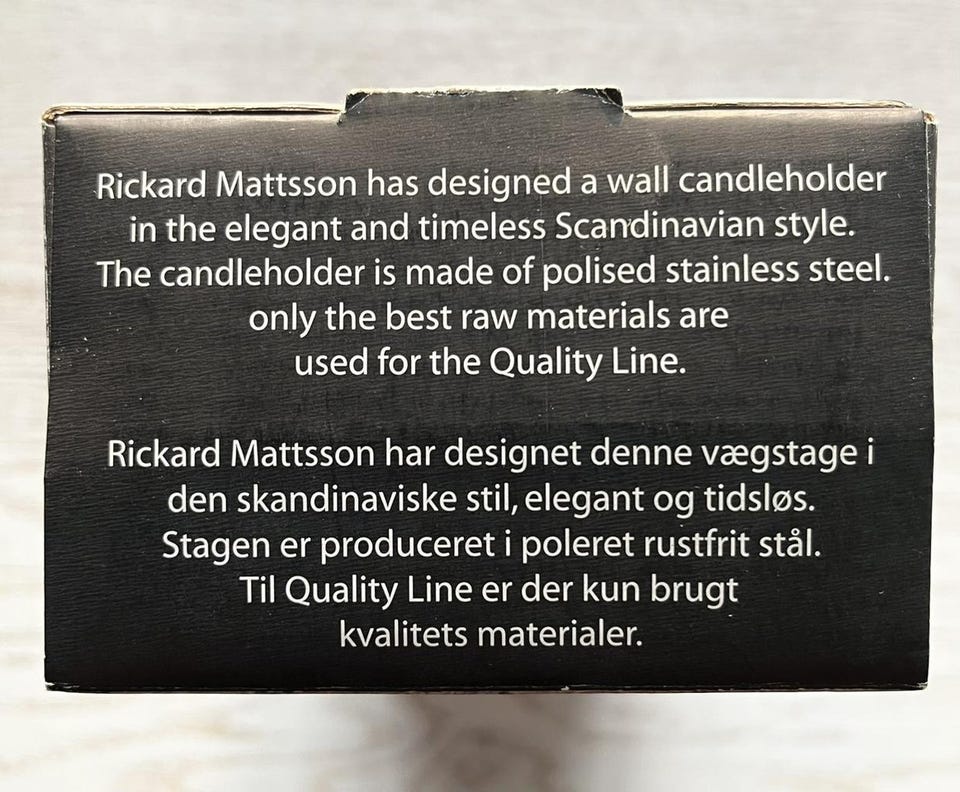 Rickard Mattsson has designed a wall candleholder
in the elegant and timeless Scandinavian style.
The candleholder is made of polised stainless steel.
only the best raw materials are
used for the Quality Line.
Rickard Mattsson har designet denne vægstage i
den skandinaviske stil, elegant og tidsløs.
Stagen er produceret i poleret rustfrit stål.
Til Quality Line er der kun brugt
kvalitets materialer.